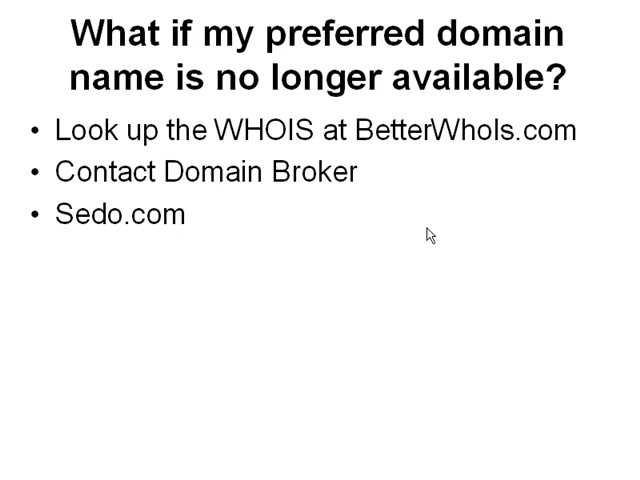 What if my preferred domain
name is no longer available?
• Look up the WHOIS at BetterWhoIs.com
• Contact Domain Broker
• Sedo.com